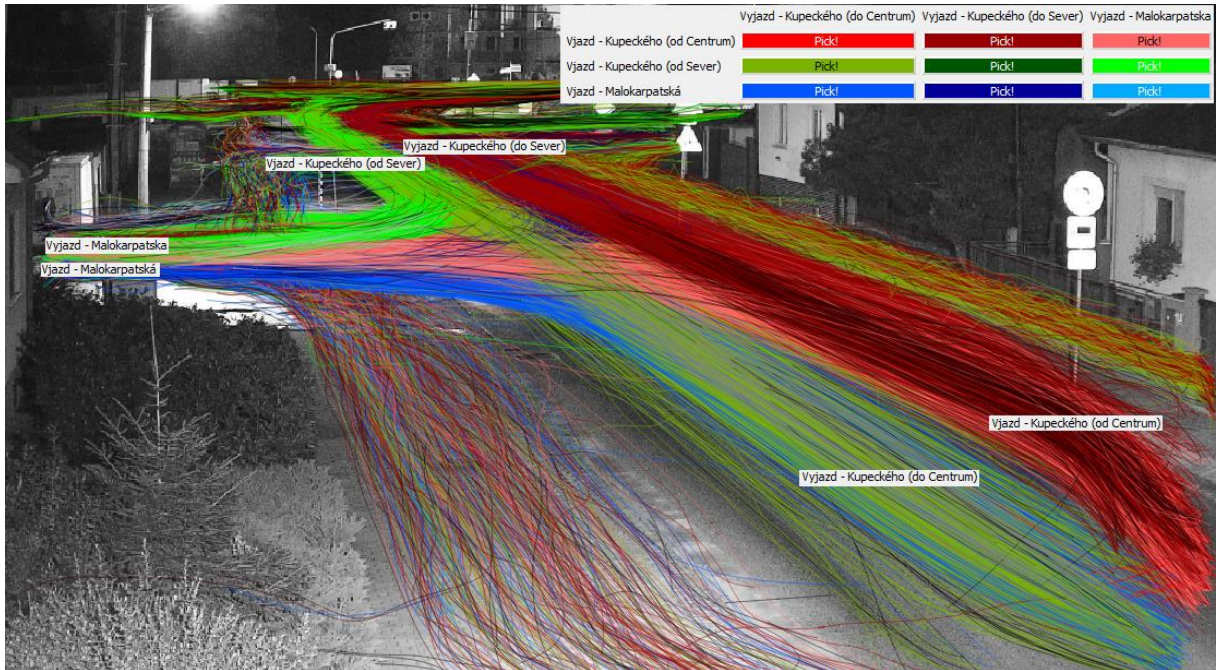 Vyjazd - Kupeckého (do Centrum) Vyjazd - Kupeckého (do Sever) Vyjazd - Malokarpatska
Vjazd - Kupeckého (od Centrum) Pick! Pick! Pick!
Vjazd - Kupeckého (od Sever) Pick! Pick! Pick!
Vjazd - Malokarpatská Pick! Pick! Pick!
Vyjazd - Kupeckého (do Sever)
Vjazd - Kupeckého (od Sever)
Vyjazd - Malokarpatska
Vjazd - Malokarpatská
Vjazd - Kupeckého (od Centrum)
Vyjazd - Kupeckého (do Centrum)